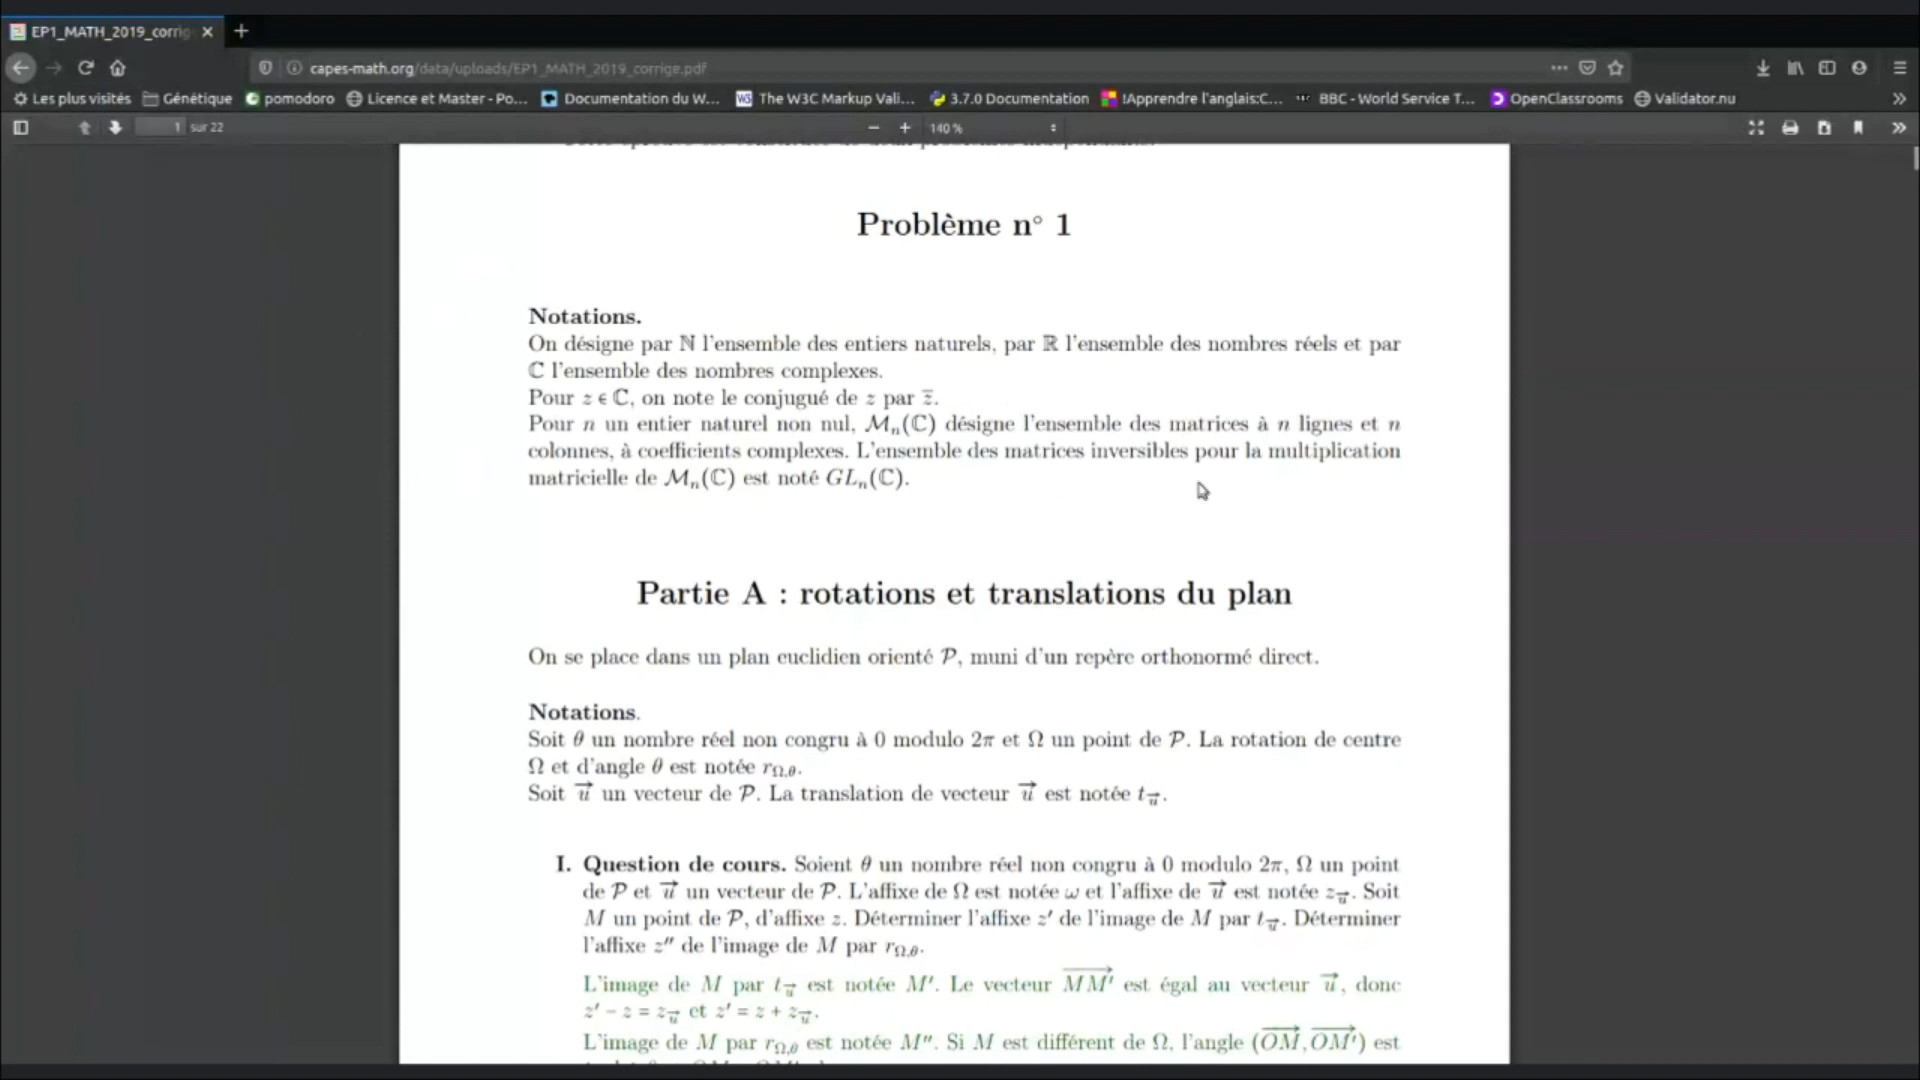 EP1_MATH_2019_corrig
capes-math.org/data/uploads/EP1_MATH_2019_corrige.pdf
Les plus visités Génétique pomodoro Licence et Master - Po... Documentation du W... The W3C Markup Vali... 3.7.0 Documentation !Apprendre l'anglais:C... BBC - World Service T... OpenClassrooms Validator.nu
1 sur 22 140 %
Problème n° 1
Notations.
On désigne par ℕ l'ensemble des entiers naturels, par ℝ l'ensemble des nombres réels et par
ℂ l'ensemble des nombres complexes.
Pour z ∈ ℂ, on note le conjugué de z par z̅.
Pour n un entier naturel non nul, ℳₙ(ℂ) désigne l'ensemble des matrices à n lignes et n
colonnes, à coefficients complexes. L'ensemble des matrices inversibles pour la multiplication
matricielle de ℳₙ(ℂ) est noté GLₙ(ℂ).
Partie A : rotations et translations du plan
On se place dans un plan euclidien orienté 𝒫, muni d'un repère orthonormé direct.
Notations.
Soit θ un nombre réel non congru à 0 modulo 2π et Ω un point de 𝒫. La rotation de centre
Ω et d'angle θ est notée r_Ω,θ.
Soit u⃗ un vecteur de 𝒫. La translation de vecteur u⃗ est notée t_u⃗.
I. Question de cours. Soient θ un nombre réel non congru à 0 modulo 2π, Ω un point
de 𝒫 et u⃗ un vecteur de 𝒫. L'affixe de Ω est notée ω et l'affixe de u⃗ est notée z_u⃗. Soit
M un point de 𝒫, d'affixe z. Déterminer l'affixe z′ de l'image de M par t_u⃗. Déterminer
l'affixe z″ de l'image de M par r_Ω,θ.
L'image de M par t_u⃗ est notée M′. Le vecteur MM′⃗ est égal au vecteur u⃗, donc
z′ − z = z_u⃗ et z′ = z + z_u⃗.
L'image de M par r_Ω,θ est notée M″. Si M est différent de Ω, l'angle (OM⃗, OM′⃗) est